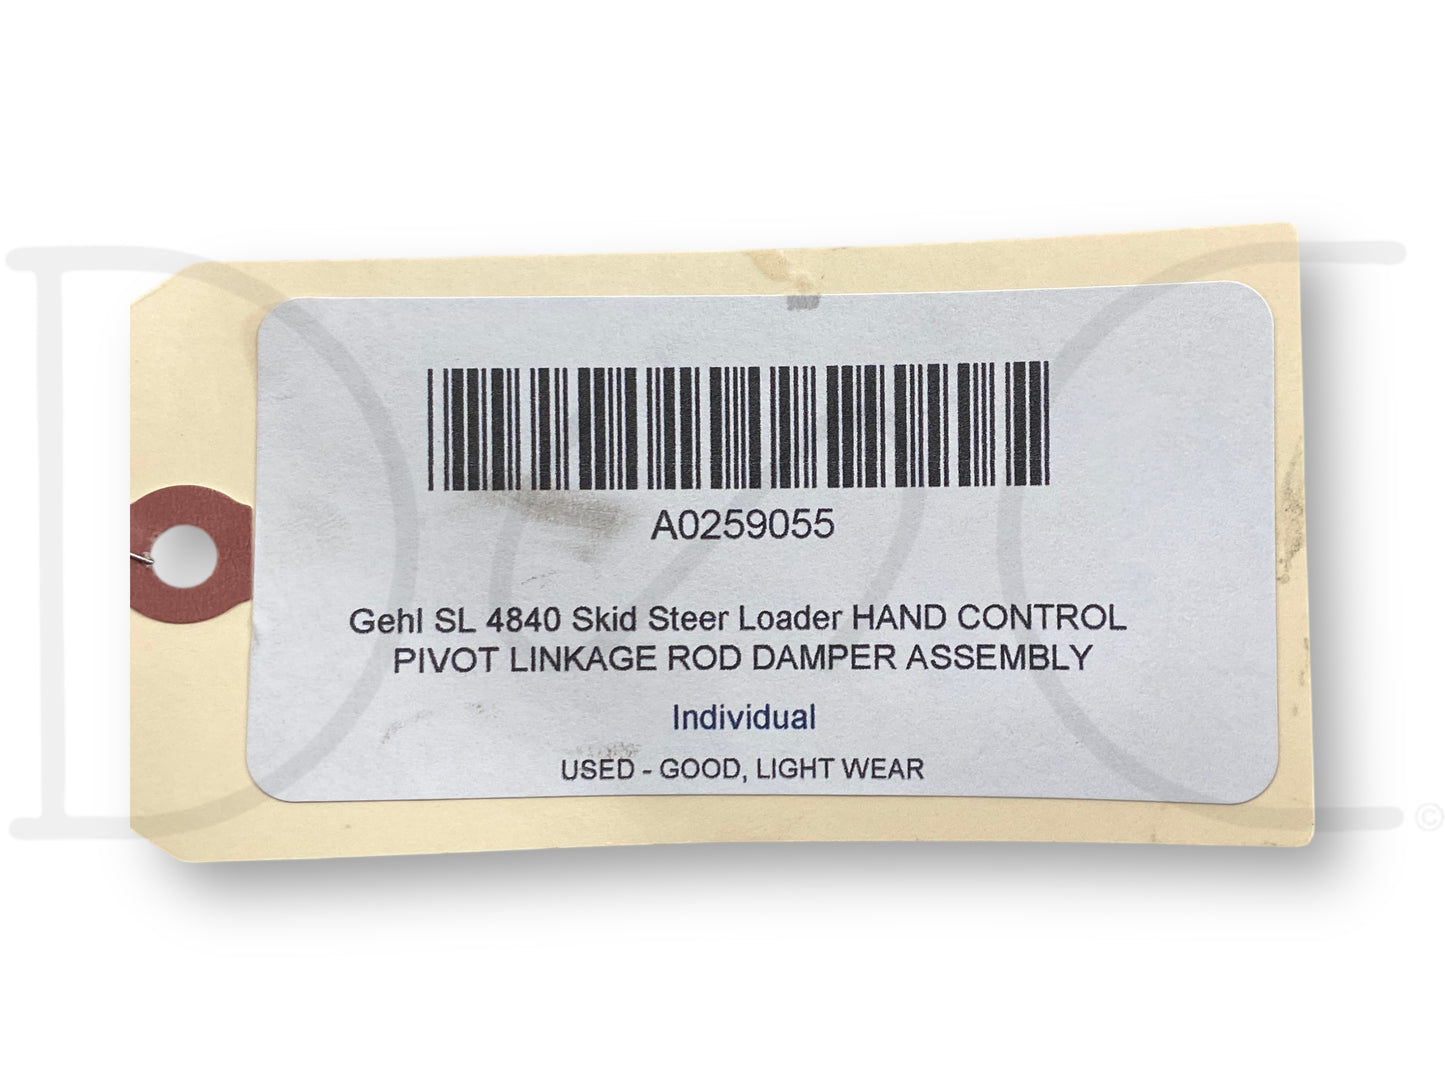 A0259055
Gehl SL 4840 Skid Steer Loader HAND CONTROL
PIVOT LINKAGE ROD DAMPER ASSEMBLY
Individual
USED - GOOD, LIGHT WEAR
©